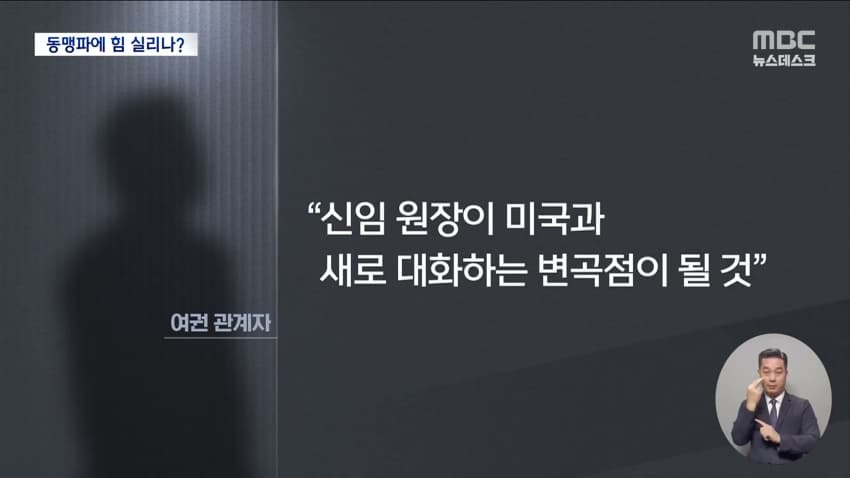 동맹파에 힘 실리나?
MBC
뉴스데스크
“신임 원장이 미국과
새로 대화하는 변곡점이 될 것”
여권 관계자